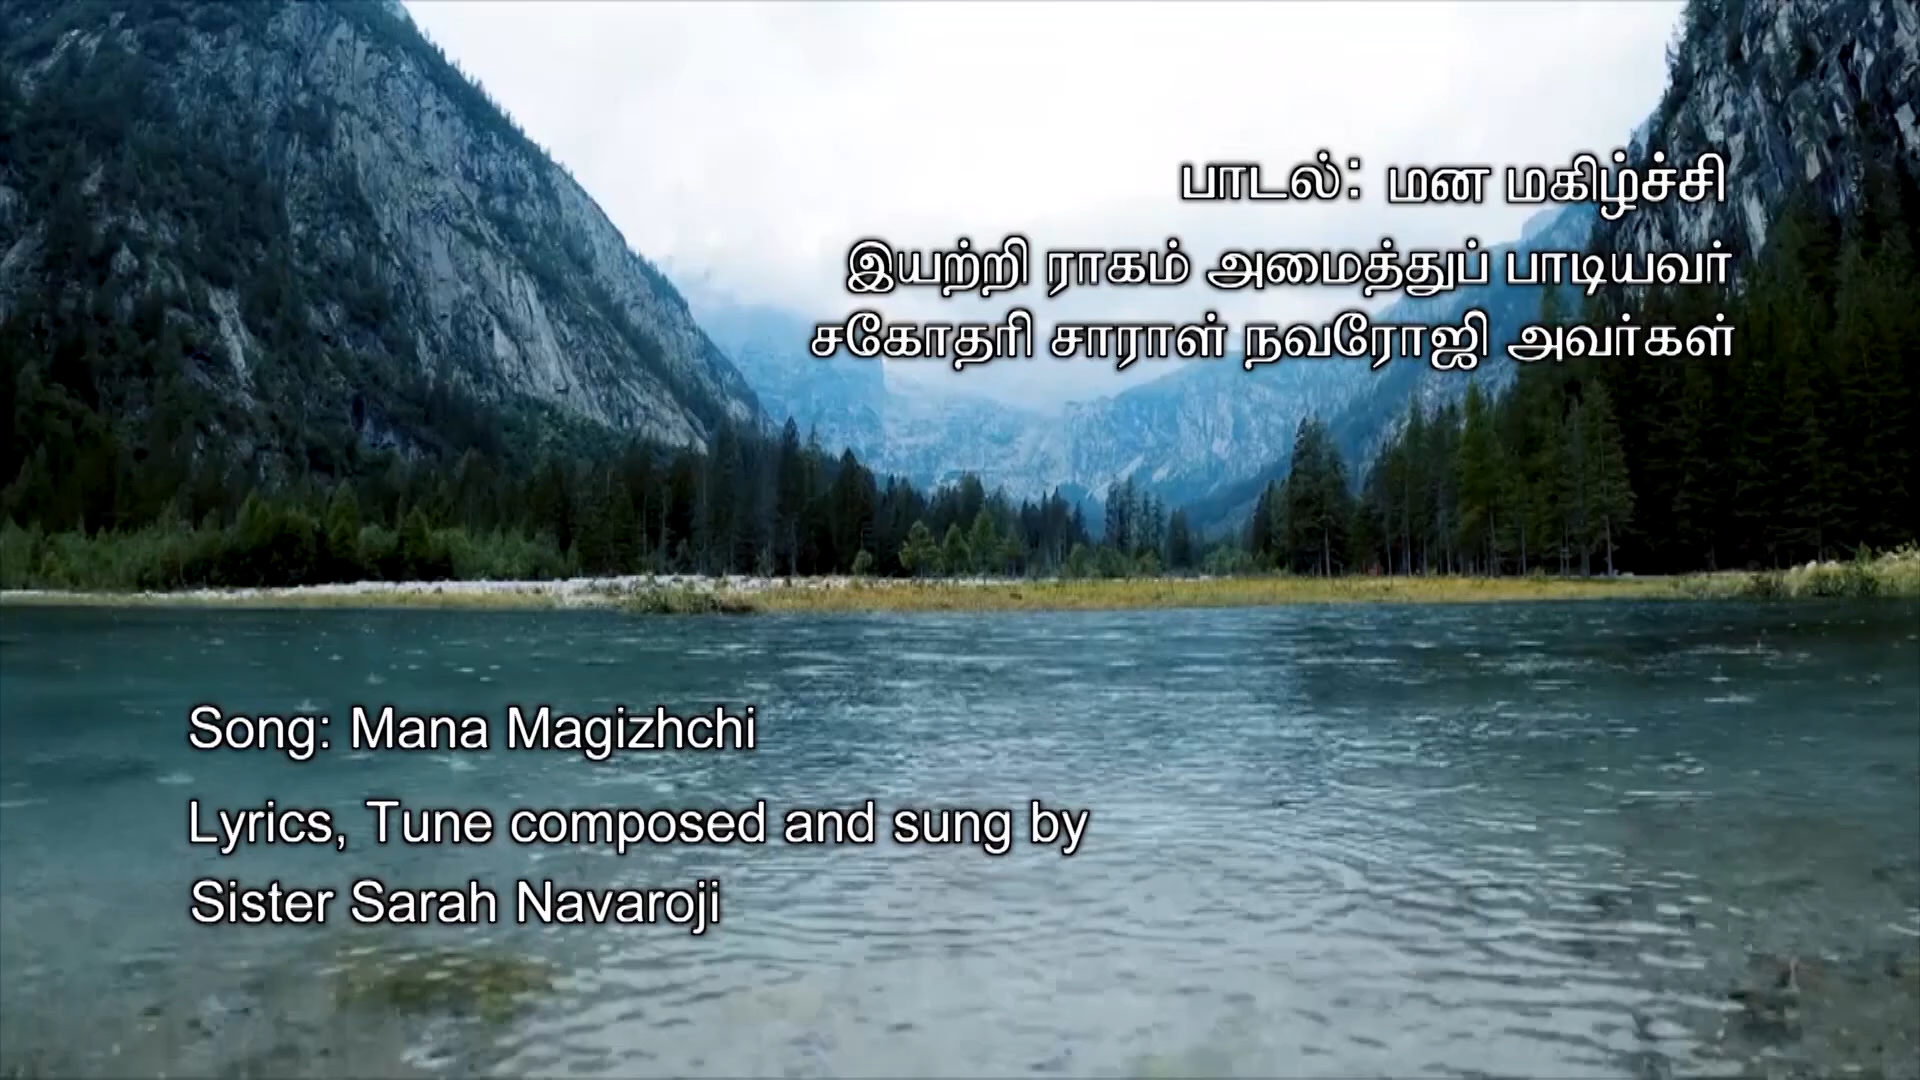 பாடல்: மன மகிழ்ச்சி
இயற்றி ராகம் அமைத்துப் பாடியவர்
சகோதரி சாராள் நவரோஜி அவர்கள்
Song: Mana Magizhchi
Lyrics, Tune composed and sung by
Sister Sarah Navaroji